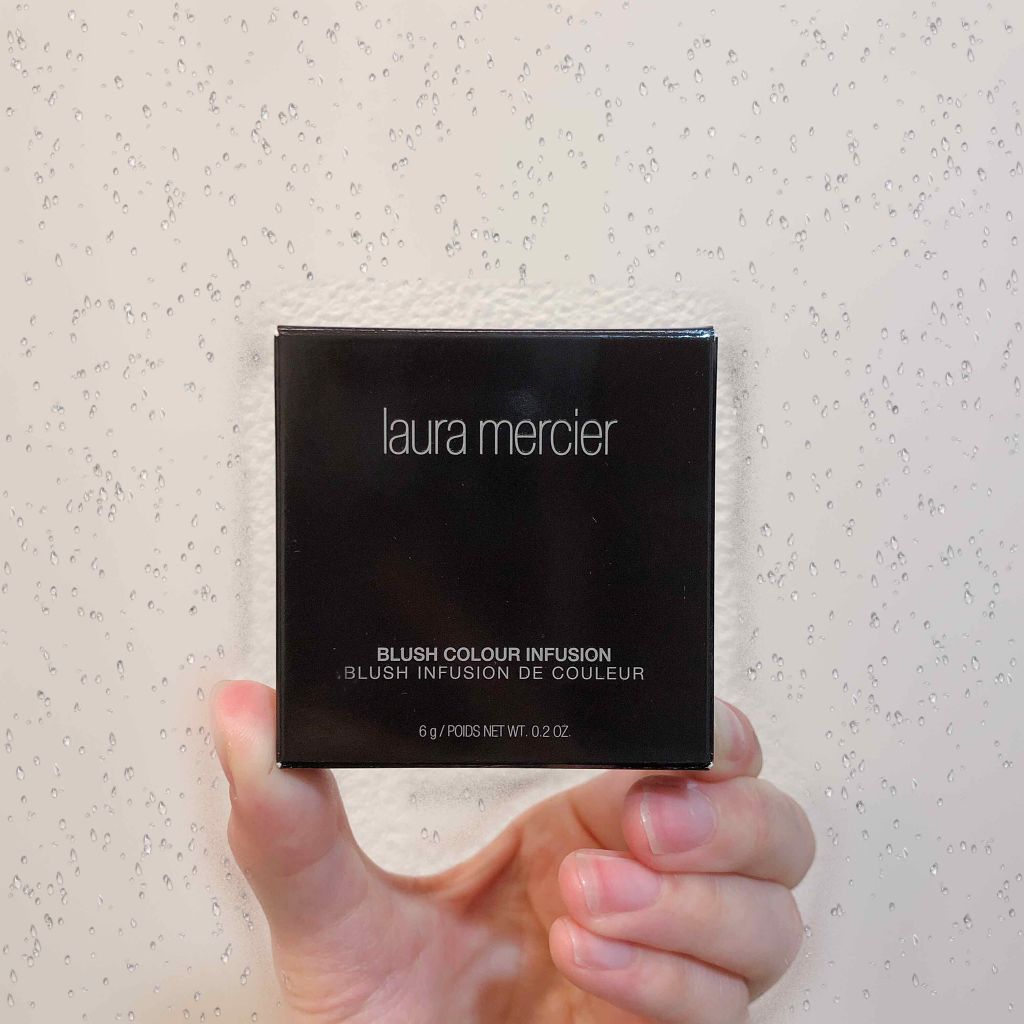 laura mercier
BLUSH COLOUR INFUSION
BLUSH INFUSION DE COULEUR
6 g / POIDS NET WT. 0.2 OZ.